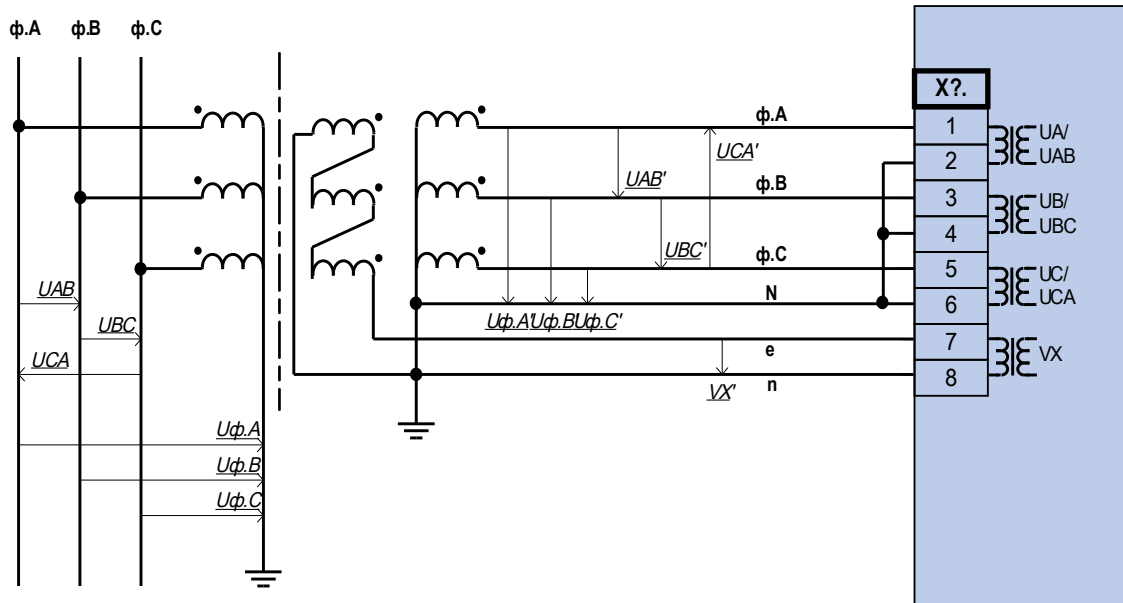 ф.A ф.B ф.C
X?.
ф.A
1
UA/
UAB
UCA'
2
UAB'
ф.B
3
UB/
UBC
4
UBC'
ф.C
5
UC/
UCA
UAB
N
6
UBC
Uф.A' Uф.B' Uф.C'
7
VX
UCA
e
8
VX'
n
Uф.A
Uф.B
Uф.C